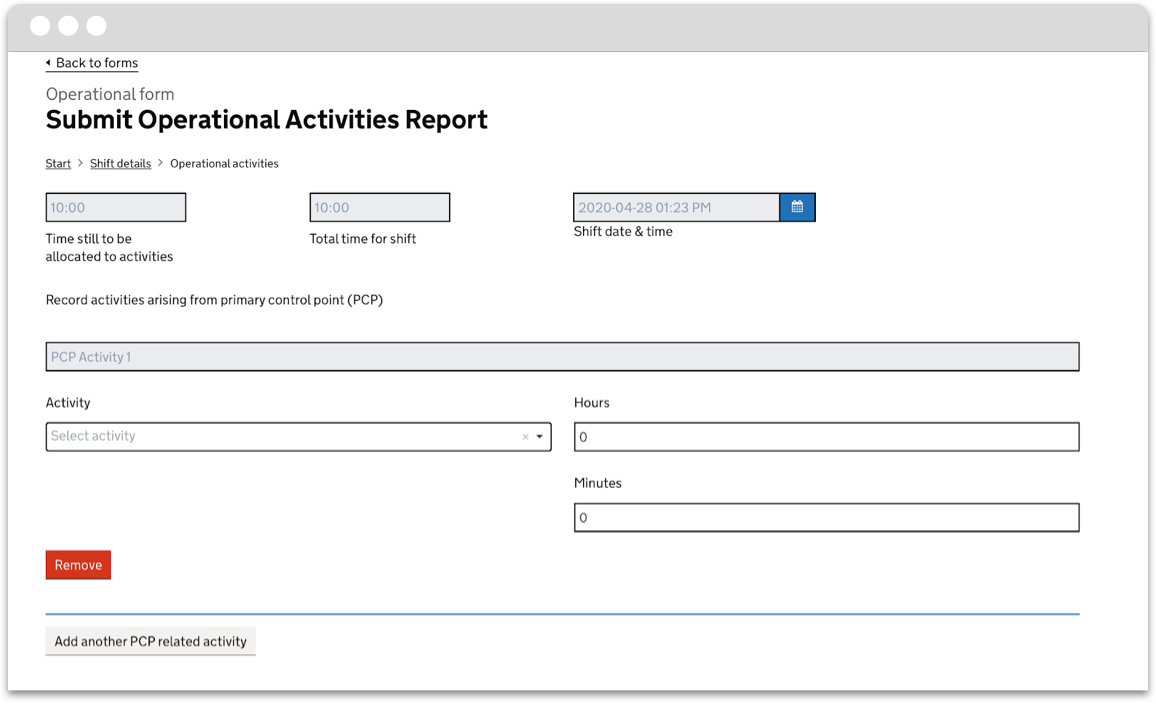 Back to forms
Operational form
Submit Operational Activities Report
Start > Shift details > Operational activities
10:00
10:00
2020-04-28 01:23 PM
Time still to be
allocated to activities
Total time for shift
Shift date & time
Record activities arising from primary control point (PCP)
PCP Activity 1
Activity
Hours
Select activity
0
Minutes
0
Remove
Add another PCP related activity